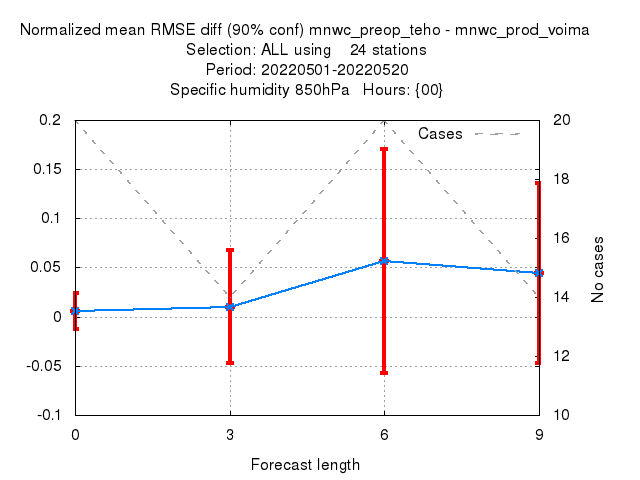 Normalized mean RMSE diff (90% conf) mnwc_preop_teho - mnwc_prod_voima
Selection: ALL using    24 stations
Period: 20220501-20220520
Specific humidity 850hPa   Hours: {00}
0.2
0.15
0.1
0.05
0
-0.05
-0.1
Cases
20
18
16
14
12
10
No cases
0 3 6 9
Forecast length